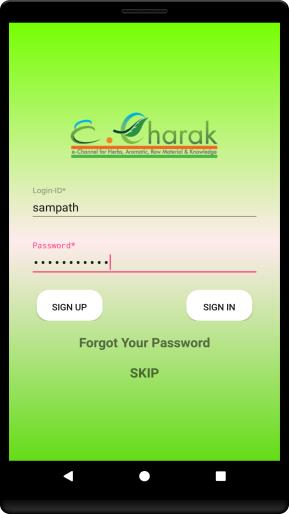 e-Charak
e-Channel for Herbs, Aromatic, Raw Material & Knowledge
Login-ID*
sampath
Password*
•••••••••••
SIGN UP
SIGN IN
Forgot Your Password
SKIP